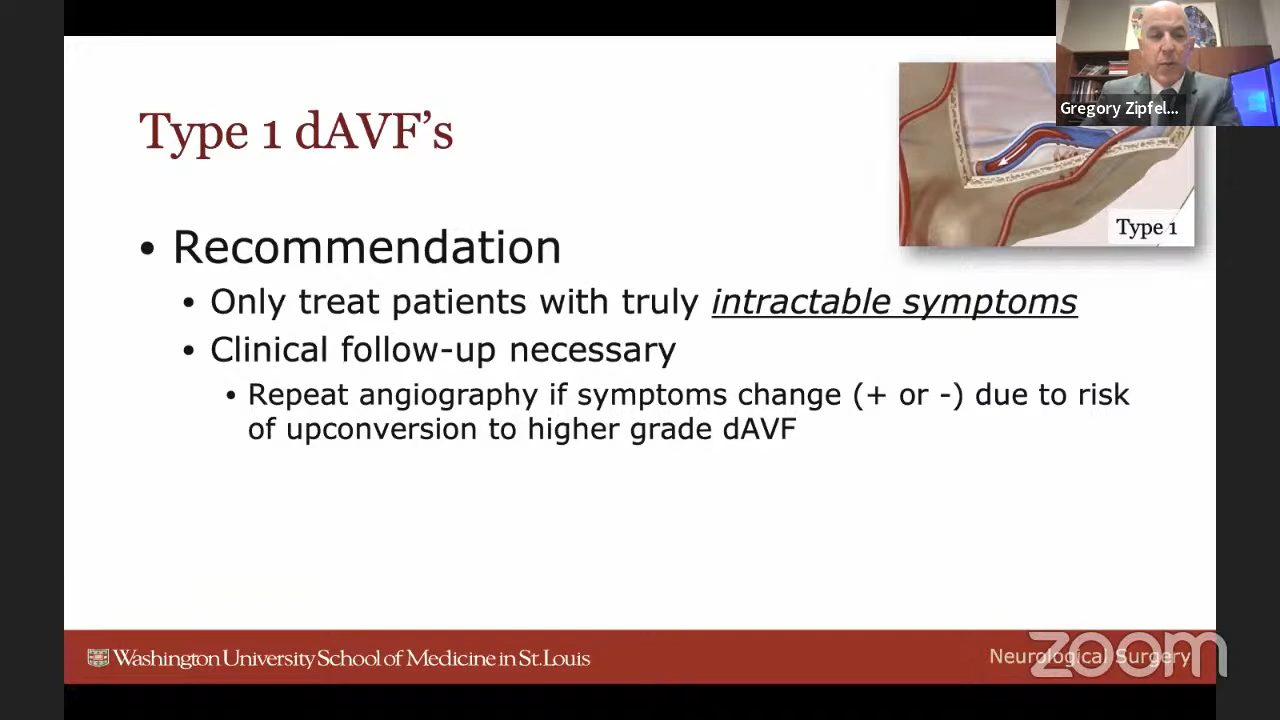 Gregory Zipfel...
Type 1 dAVF's
Type 1
• Recommendation
• Only treat patients with truly intractable symptoms
• Clinical follow-up necessary
• Repeat angiography if symptoms change (+ or -) due to risk
of upconversion to higher grade dAVF
Washington University School of Medicine in St. Louis
Neurological Surgery
zoom